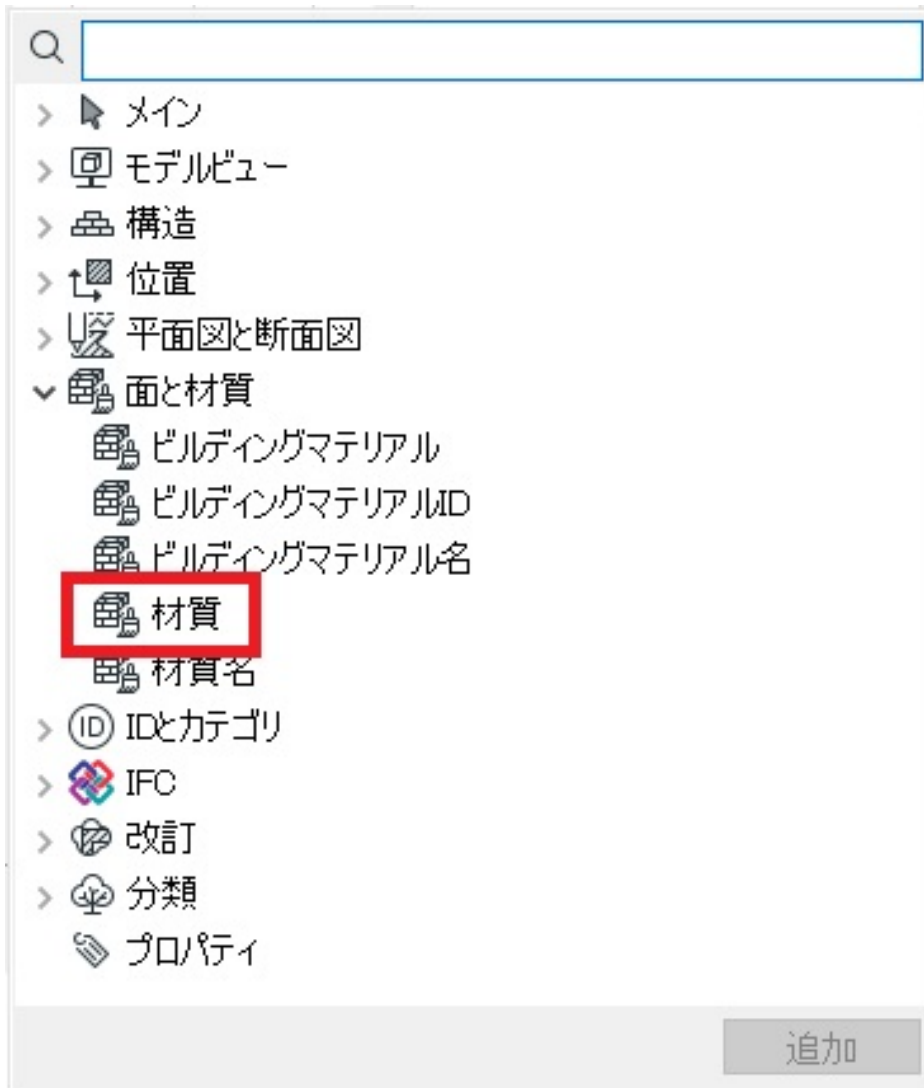 メイン
モデルビュー
構造
位置
平面図と断面図
面と材質
ビルディングマテリアル
ビルディングマテリアルID
ビルディングマテリアル名
材質
材質名
ID IDとカテゴリ
IFC
改訂
分類
プロパティ
追加